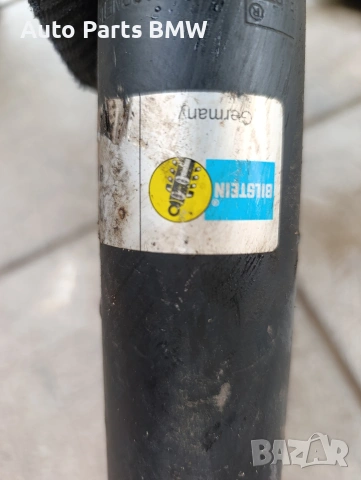 Auto Parts BMW
®
Germany
BILSTEIN®
BAZAR